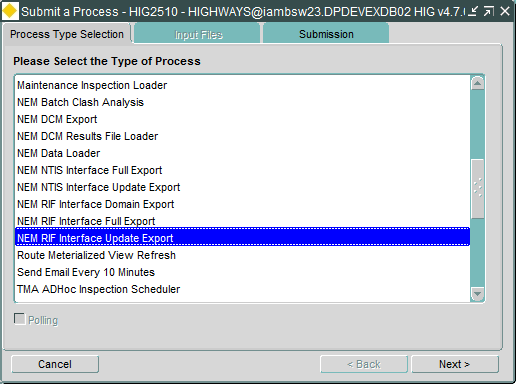 Submit a Process - HIG2510 - HIGHWAYS@iambsw23.DPDEVEXDB02 HIG v4.7.
Process Type Selection
Input Files
Submission
Please Select the Type of Process
Maintenance Inspection Loader
NEM Batch Clash Analysis
NEM DCM Export
NEM DCM Results File Loader
NEM Data Loader
NEM NTIS Interface Full Export
NEM NTIS Interface Update Export
NEM RIF Interface Domain Export
NEM RIF Interface Full Export
NEM RIF Interface Update Export
Route Meterialized View Refresh
Send Email Every 10 Minutes
TMA ADHoc Inspection Scheduler
Polling
Cancel
< Back
Next >